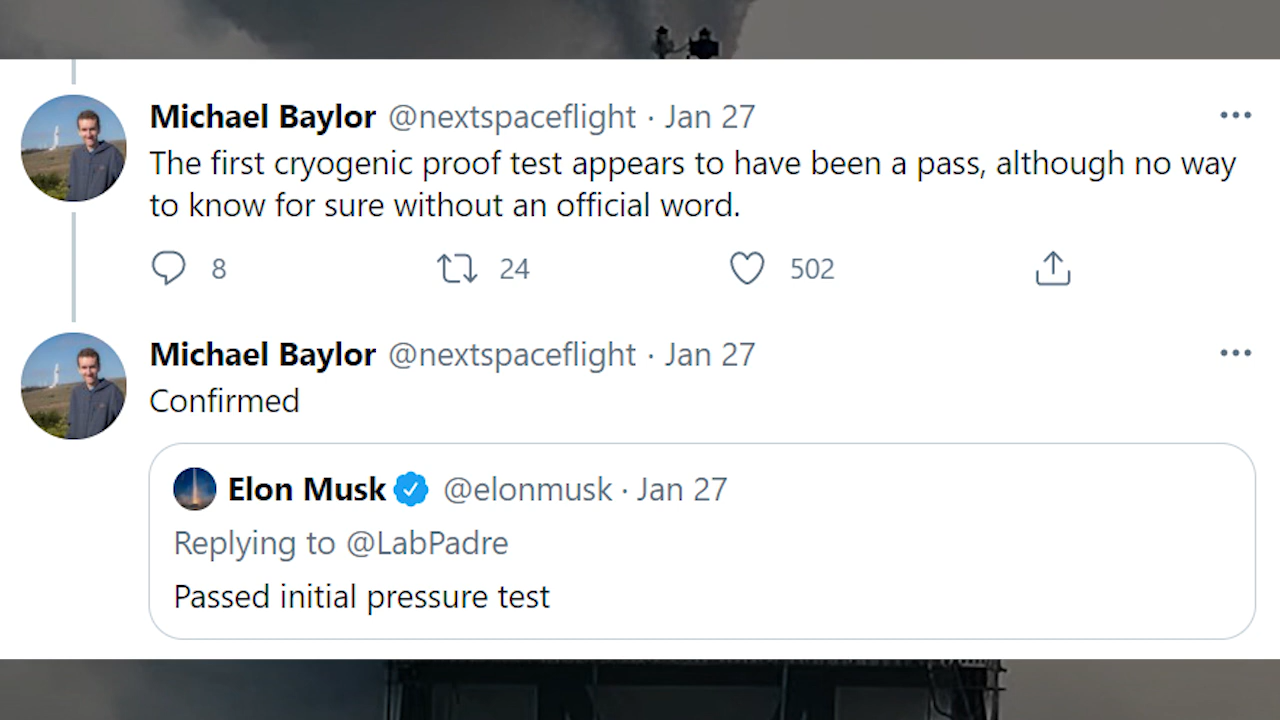 Michael Baylor @nextspaceflight · Jan 27
The first cryogenic proof test appears to have been a pass, although no way
to know for sure without an official word.
8 24 502
Michael Baylor @nextspaceflight · Jan 27
Confirmed
Elon Musk @elonmusk · Jan 27
Replying to @LabPadre
Passed initial pressure test